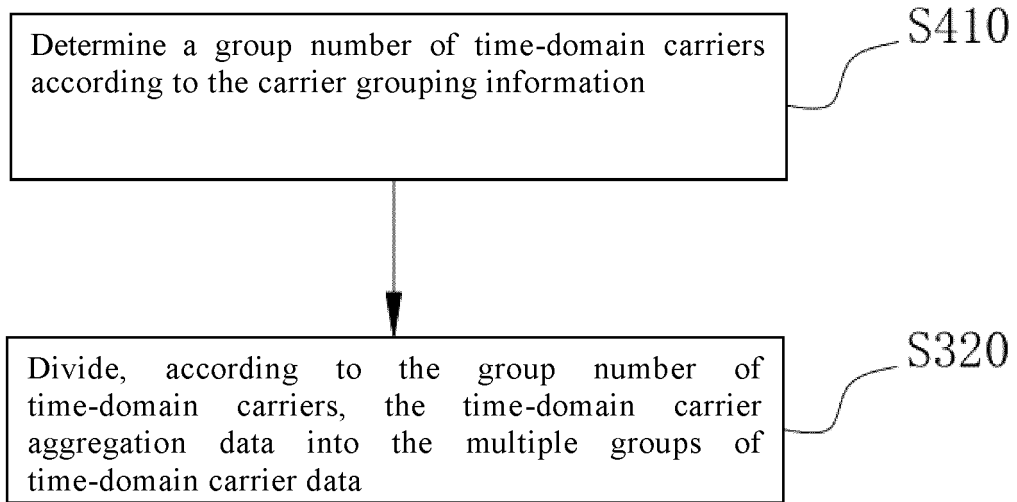 Determine a group number of time-domain carriers
according to the carrier grouping information
S410
Divide, according to the group number of
time-domain carriers, the time-domain carrier
aggregation data into the multiple groups of
time-domain carrier data
S320